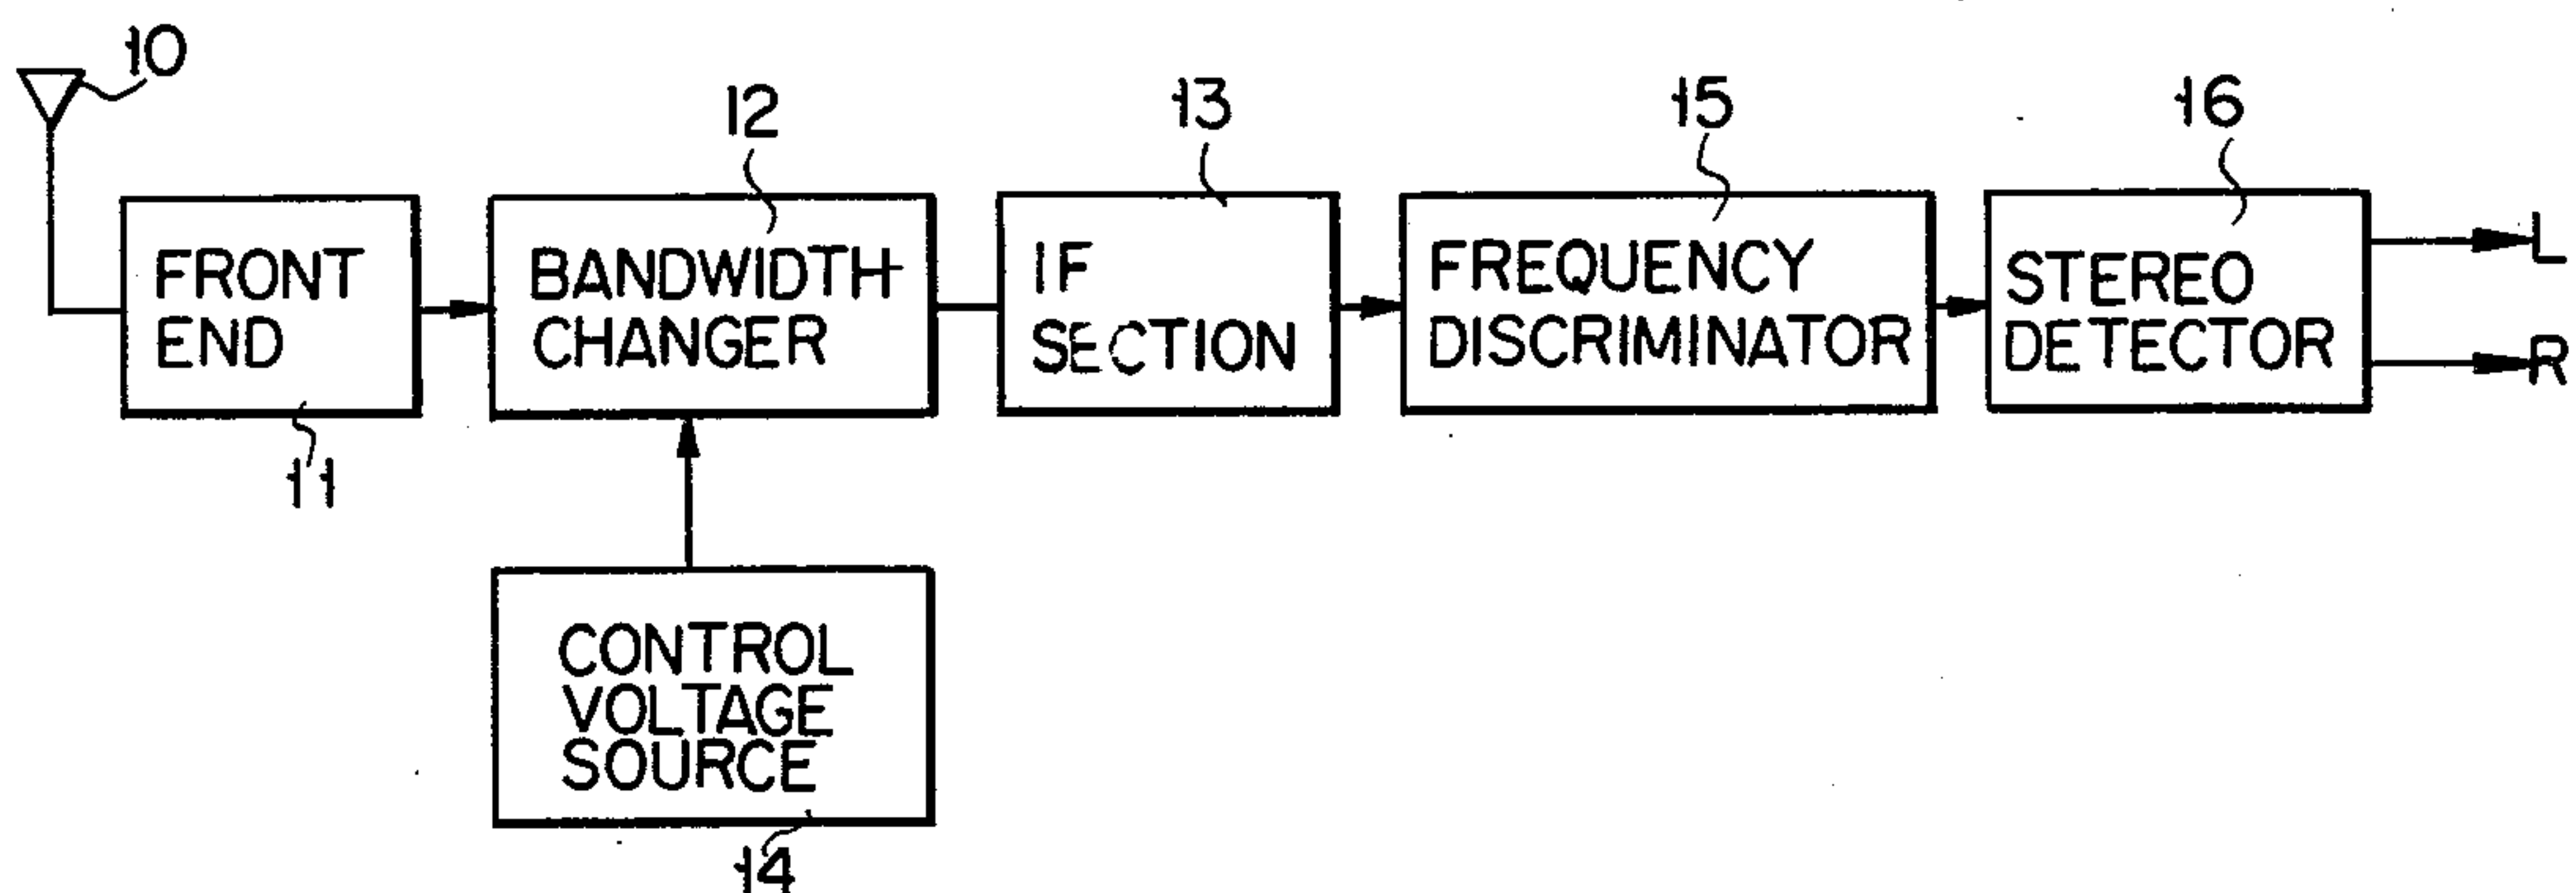 10
12
13
15
16
FRONT
END
BANDWIDTH
CHANGER
IF
SECTION
FREQUENCY
DISCRIMINATOR
STEREO
DETECTOR
L
R
11
CONTROL
VOLTAGE
SOURCE
14